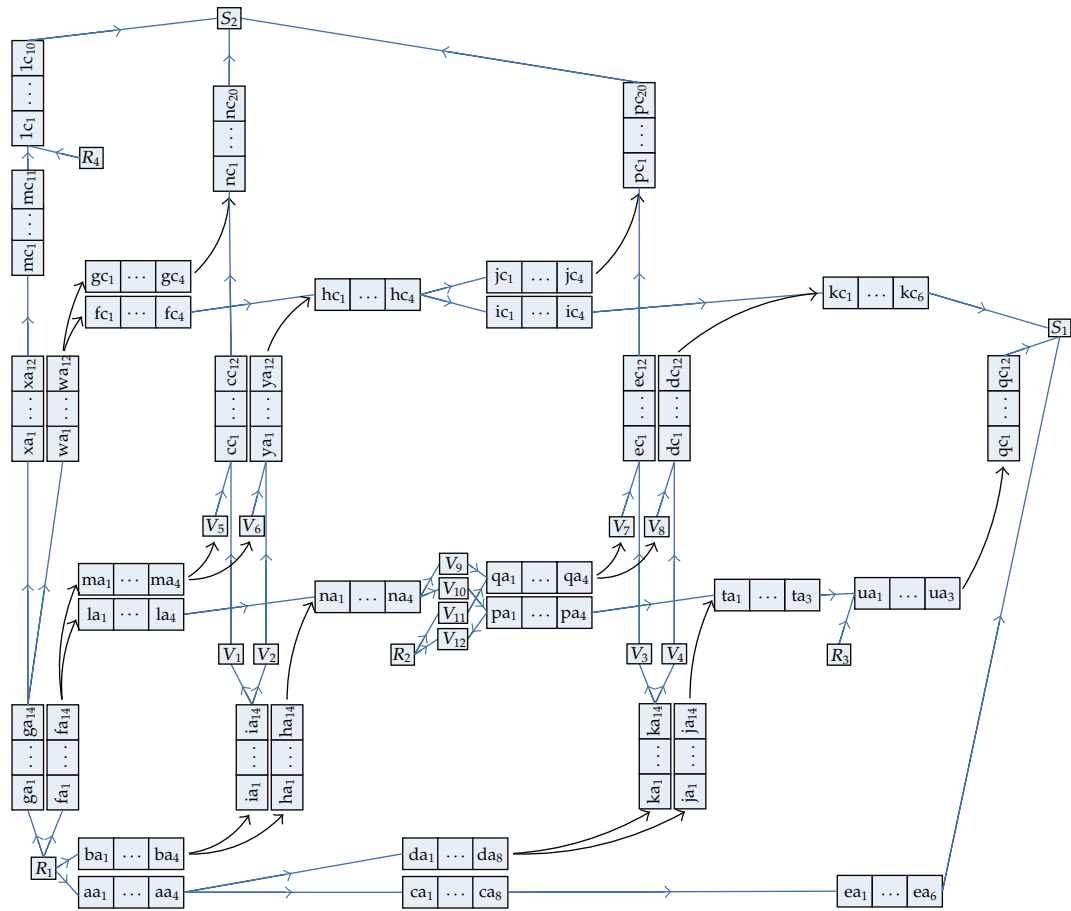 S₂
1c₁ ⋯ 1c₁₀
nc₁ ⋯ nc₂₀
pc₁ ⋯ pc₂₀
R₄
mc₁ ⋯ mc₁₁
gc₁ ⋯ gc₄
jc₁ ⋯ jc₄
hc₁ ⋯ hc₄
kc₁ ⋯ kc₆
fc₁ ⋯ fc₄
ic₁ ⋯ ic₄
S₁
xa₁ ⋯ xa₁₂
wa₁ ⋯ wa₁₂
cc₁ ⋯ cc₁₂
ya₁ ⋯ ya₁₂
ec₁ ⋯ ec₁₂
dc₁ ⋯ dc₁₂
qc₁ ⋯ qc₁₂
V₅ V₆ V₇ V₈
V₉
ma₁ ⋯ ma₄
qa₁ ⋯ qa₄
V₁₀
na₁ ⋯ na₄
ta₁ ⋯ ta₃
ua₁ ⋯ ua₃
V₁₁
la₁ ⋯ la₄
pa₁ ⋯ pa₄
V₁₂
V₁ V₂ R₂ V₃ V₄ R₃
ga₁ ⋯ ga₁₄
fa₁ ⋯ fa₁₄
ia₁ ⋯ ia₁₄
ha₁ ⋯ ha₁₄
ka₁ ⋯ ka₁₄
ja₁ ⋯ ja₁₄
ba₁ ⋯ ba₄
da₁ ⋯ da₈
R₁
aa₁ ⋯ aa₄
ca₁ ⋯ ca₈
ea₁ ⋯ ea₆